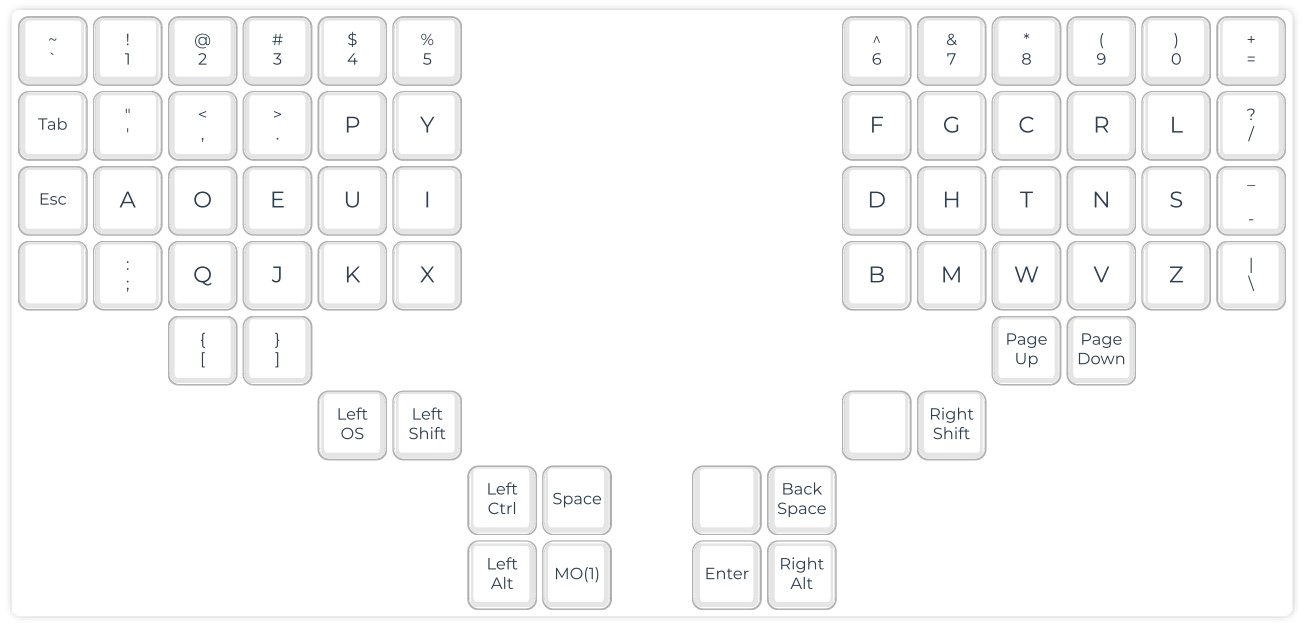 ~ ! @ # $ % ^ & * ( ) +
` 1 2 3 4 5 6 7 8 9 0 =
Tab " < > P Y F G C R L ?
' , . /
Esc A O E U I D H T N S _
-
: Q J K X B M W V Z |
; \
{ } Page Page
[ ] Up Down
Left Left Right
OS Shift Shift
Left Space Back
Ctrl Space
Left MO(1) Enter Right
Alt Alt